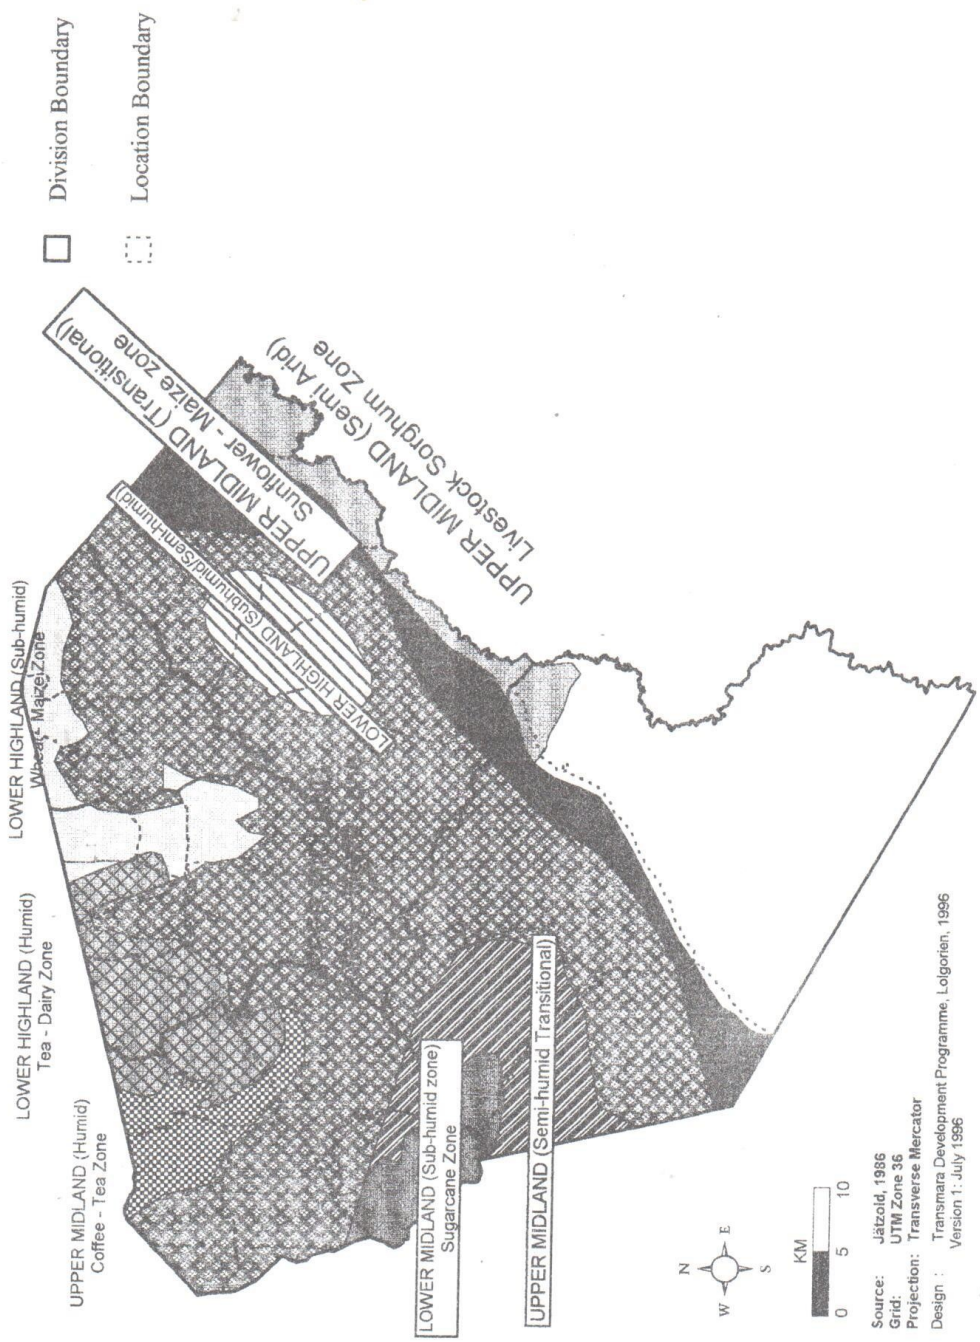 UPPER MIDLAND (Humid)
Coffee - Tea Zone
LOWER HIGHLAND (Humid)
Tea - Dairy Zone
LOWER HIGHLAND (Sub-humid)
Wheat - Maize Zone
LOWER HIGHLAND (Subhumid/Semi-humid)
UPPER MIDLAND (Transitional)
Sunflower - Maize zone
UPPER MIDLAND (Semi Arid)
Livestock Sorghum Zone
Division Boundary
Location Boundary
LOWER MIDLAND (Sub-humid zone)
Sugarcane Zone
UPPER MIDLAND (Semi-humid Transitional)
N
W
E
S
KM
0 5 10
Source: Jätzold, 1986
Grid: UTM Zone 36
Projection: Transverse Mercator
Design : Transmara Development Programme, Lolgorien, 1996
Version 1: July 1996